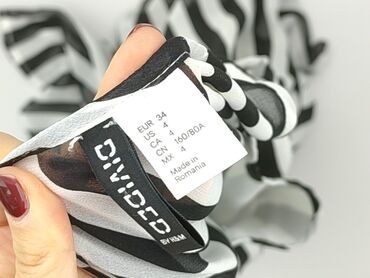 EUR 34
US 4
CA 4
CN 160/80A
MX 4
Made in
Romania
DIVIDED
BY H&M